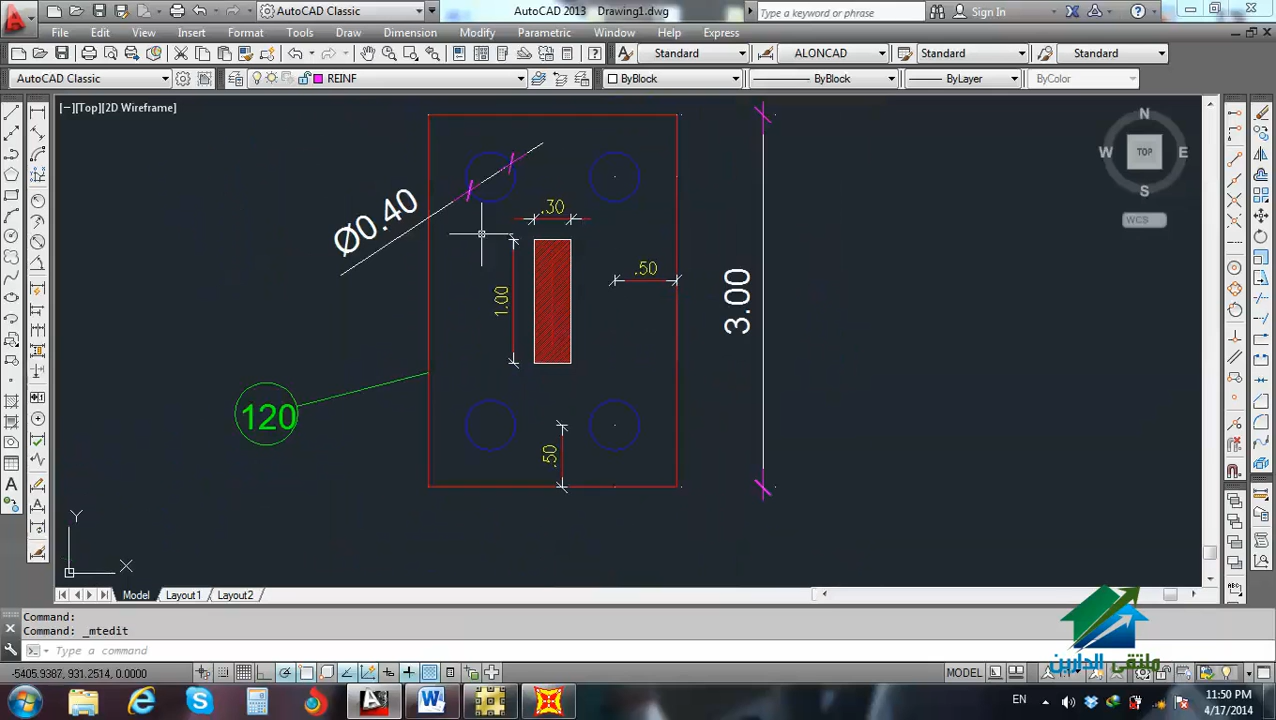 AutoCAD Classic
AutoCAD 2013 Drawing1.dwg
Type a keyword or phrase
Sign In
File Edit View Insert Format Tools Draw Dimension Modify Parametric Window Help Express
Standard ALONCAD Standard Standard
AutoCAD Classic REINF ByBlock ByBlock ByLayer ByColor
[−][Top][2D Wireframe]
N
W TOP E
S
WCS
Ø0.40
.30
.50
1.00
3.00
120
.50
Y
X
Model Layout1 Layout2
Command:
Command: _mtedit
Type a command
ملتقى الدارين
-5405.9387, 931.2514, 0.0000 MODEL
EN 11:50 PM
4/17/2014